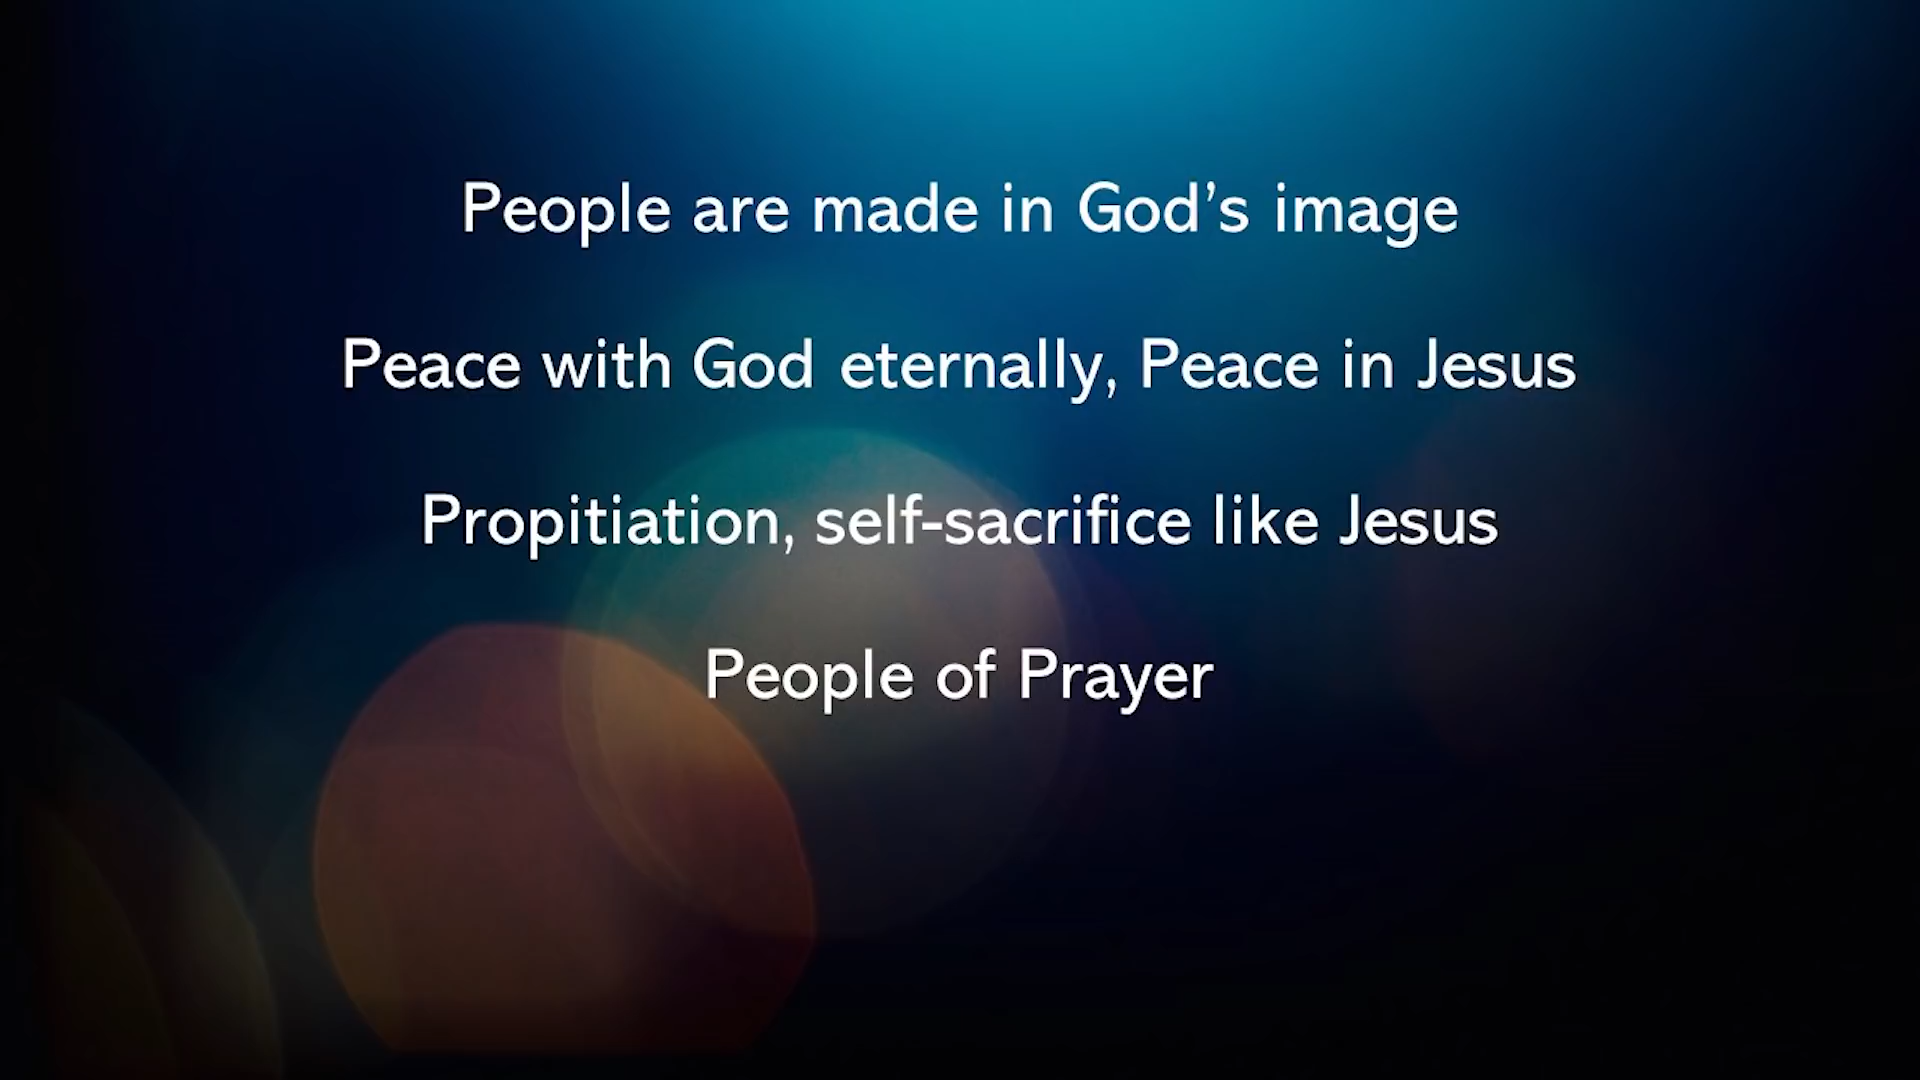 People are made in God’s image
Peace with God eternally, Peace in Jesus
Propitiation, self-sacrifice like Jesus
People of Prayer